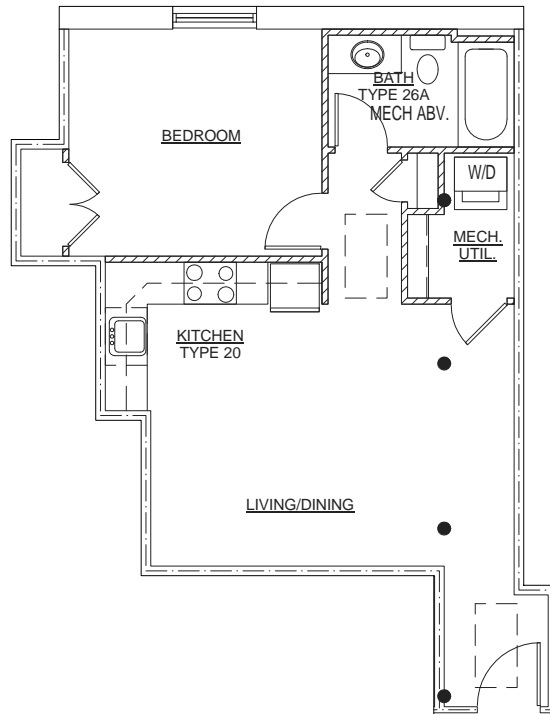 BATH
TYPE 26A
MECH ABV.
BEDROOM
W/D
MECH.
UTIL.
KITCHEN
TYPE 20
LIVING/DINING